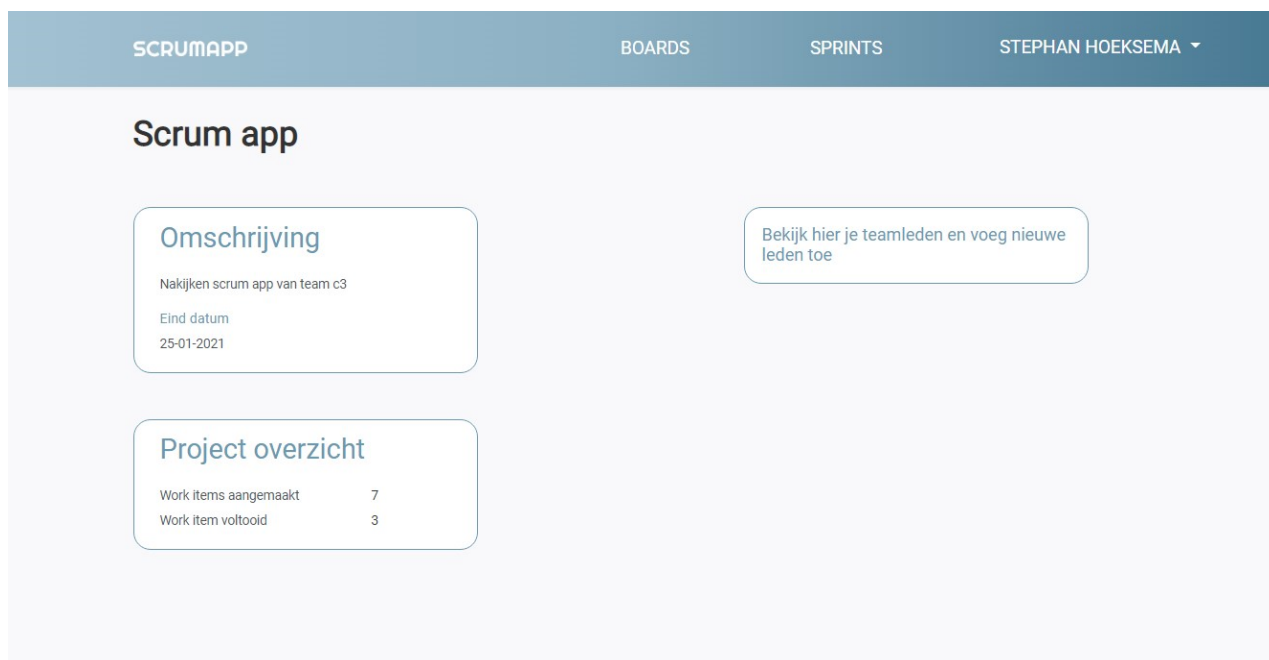 SCRUMAPP
BOARDS
SPRINTS
STEPHAN HOEKSEMA
Scrum app
Omschrijving
Nakijken scrum app van team c3
Eind datum
25-01-2021
Bekijk hier je teamleden en voeg nieuwe
leden toe
Project overzicht
Work items aangemaakt 7
Work item voltooid 3